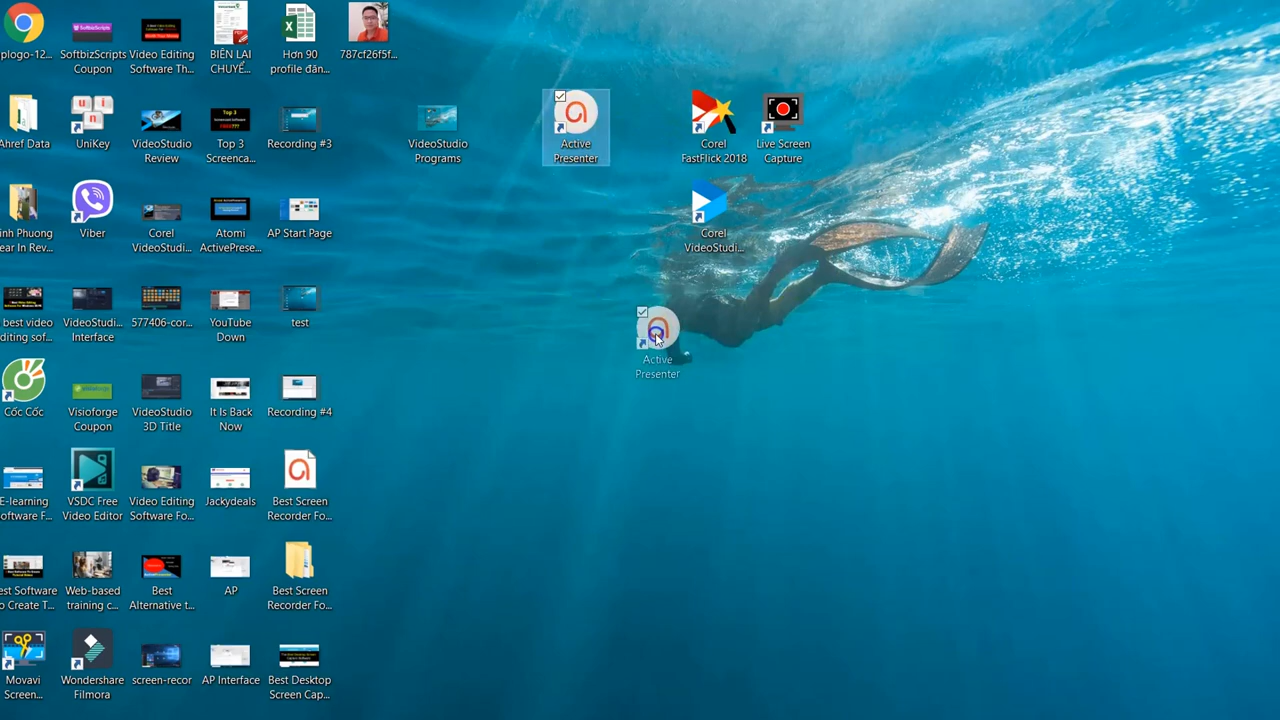 plogo-12...
SoftbizScripts
Coupon
Video Editing
Software Th...
BIÊN LAI
CHUYỂ...
Hơn 90
profile đăn...
787cf26f5f...
Ahref Data
UniKey
VideoStudio
Review
Top 3
Screenca...
Recording #3
VideoStudio
Programs
Active
Presenter
Corel
FastFlick 2018
Live Screen
Capture
inh Phuong
ear In Rev...
Viber
Corel
VideoStudi...
Atomi
ActivePrese...
AP Start Page
Corel
VideoStudi...
best video
diting sof...
VideoStudi...
Interface
577406-cor...
YouTube
Down
test
Active
Presenter
Cốc Cốc
Visioforge
Coupon
VideoStudio
3D Title
It Is Back
Now
Recording #4
E-learning
Software F...
VSDC Free
Video Editor
Video Editing
Software Fo...
Jackydeals
Best Screen
Recorder Fo...
est Software
o Create T...
Web-based
training c...
Best
Alternative t...
AP
Best Screen
Recorder Fo...
Movavi
Screen...
Wondershare
Filmora
screen-recor
AP Interface
Best Desktop
Screen Cap...